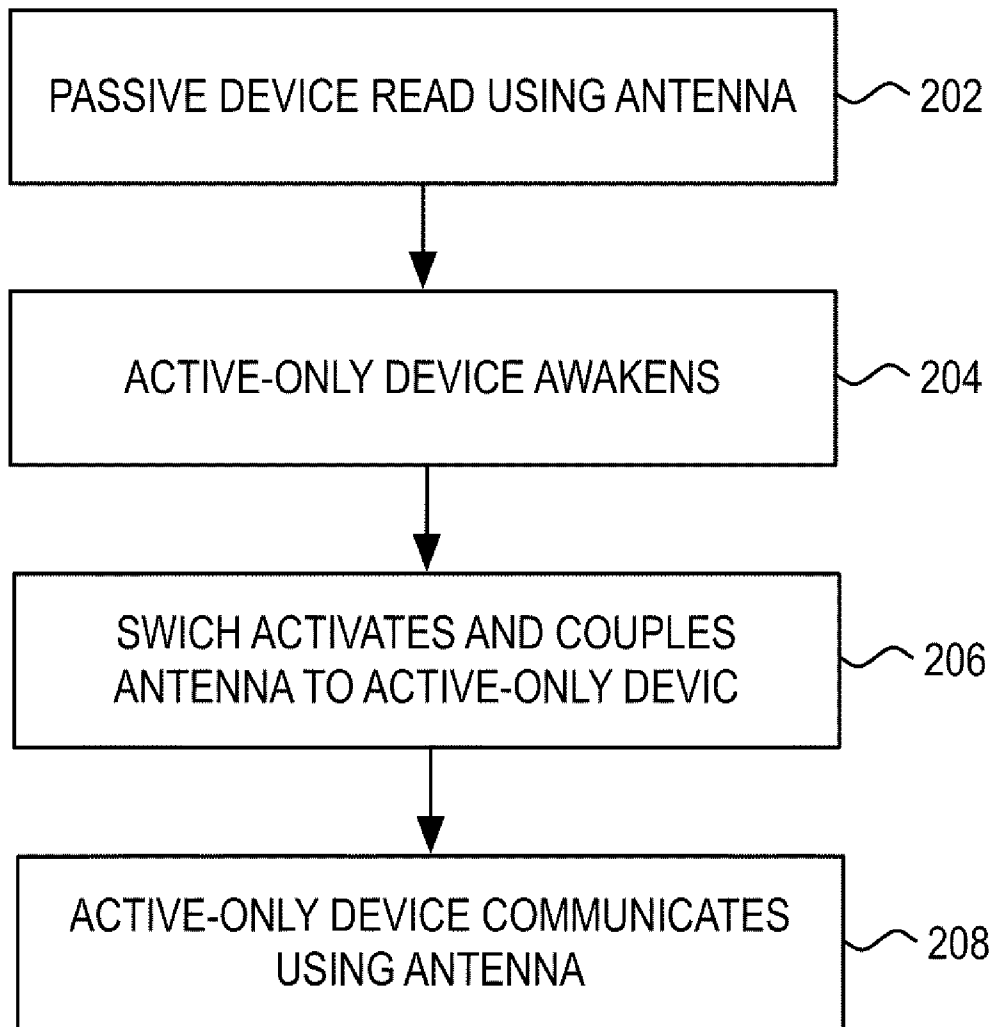 PASSIVE DEVICE READ USING ANTENNA
202
ACTIVE-ONLY DEVICE AWAKENS
204
SWICH ACTIVATES AND COUPLES
ANTENNA TO ACTIVE-ONLY DEVIC
206
ACTIVE-ONLY DEVICE COMMUNICATES
USING ANTENNA
208